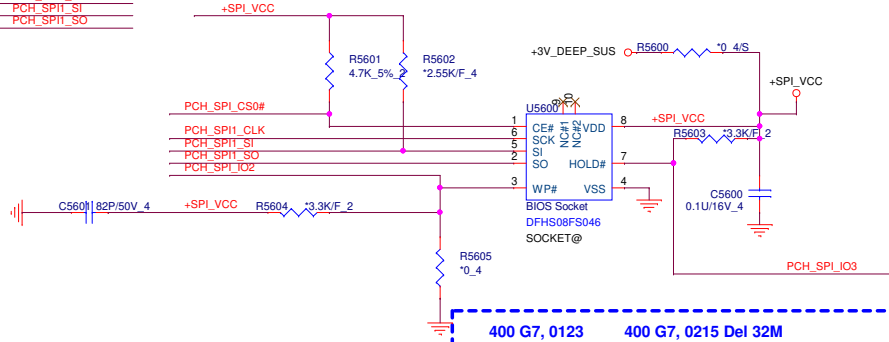 PCH_SPI1_SI
PCH_SPI1_SO
+SPI_VCC
R5601
4.7K_5%_2
R5602
*2.55K/F_4
+3V_DEEP_SUS
R5600
*0_4/S
+SPI_VCC
PCH_SPI_CS0#
PCH_SPI1_CLK
PCH_SPI1_SI
PCH_SPI1_SO
PCH_SPI_IO2
U5600
9
10
1
CE#
6
SCK
5
SI
2
SO
3
WP#
NC#1
NC#2
VDD
8
HOLD#
7
VSS
4
+SPI_VCC
R5603
*3.3K/F_2
BIOS Socket
DFHS08FS046
SOCKET@
C5600
0.1U/16V_4
C5601
82P/50V_4
+SPI_VCC
R5604
*3.3K/F_2
R5605
*0_4
PCH_SPI_IO3
400 G7, 0123
400 G7, 0215 Del 32M